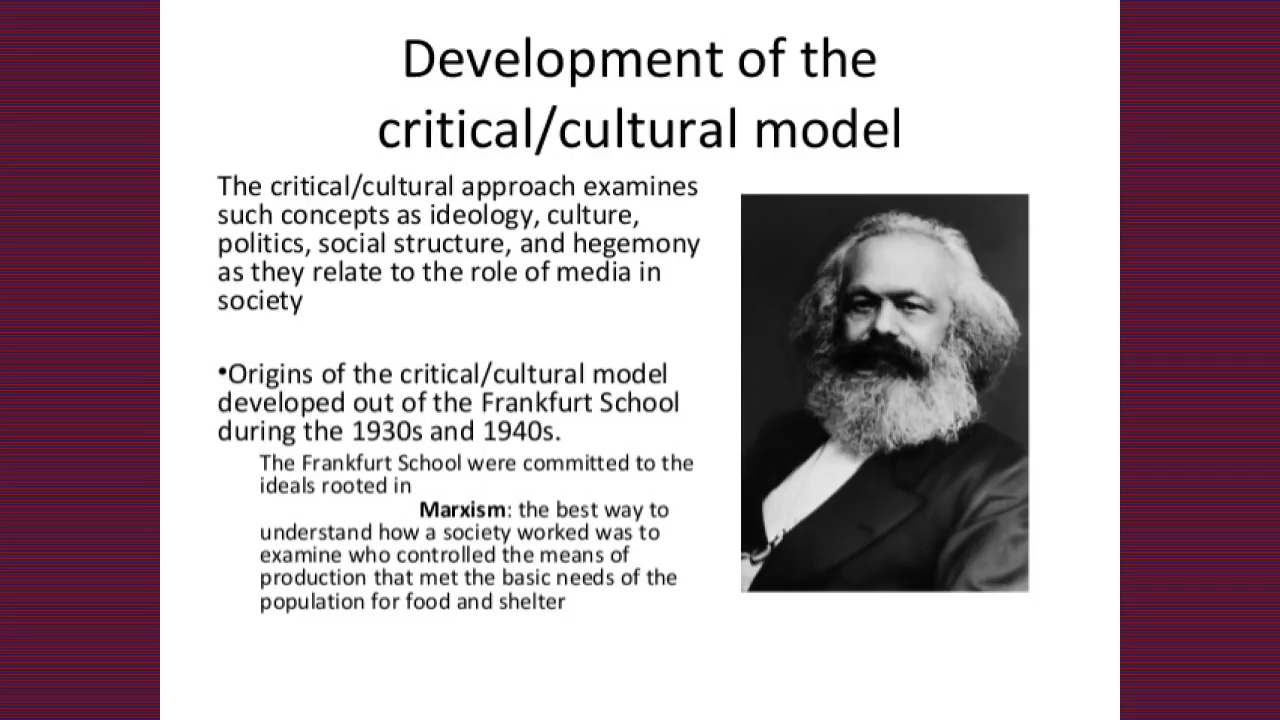 Development of the
critical/cultural model
The critical/cultural approach examines
such concepts as ideology, culture,
politics, social structure, and hegemony
as they relate to the role of media in
society
•Origins of the critical/cultural model
developed out of the Frankfurt School
during the 1930s and 1940s.
The Frankfurt School were committed to the
ideals rooted in
Marxism: the best way to
understand how a society worked was to
examine who controlled the means of
production that met the basic needs of the
population for food and shelter